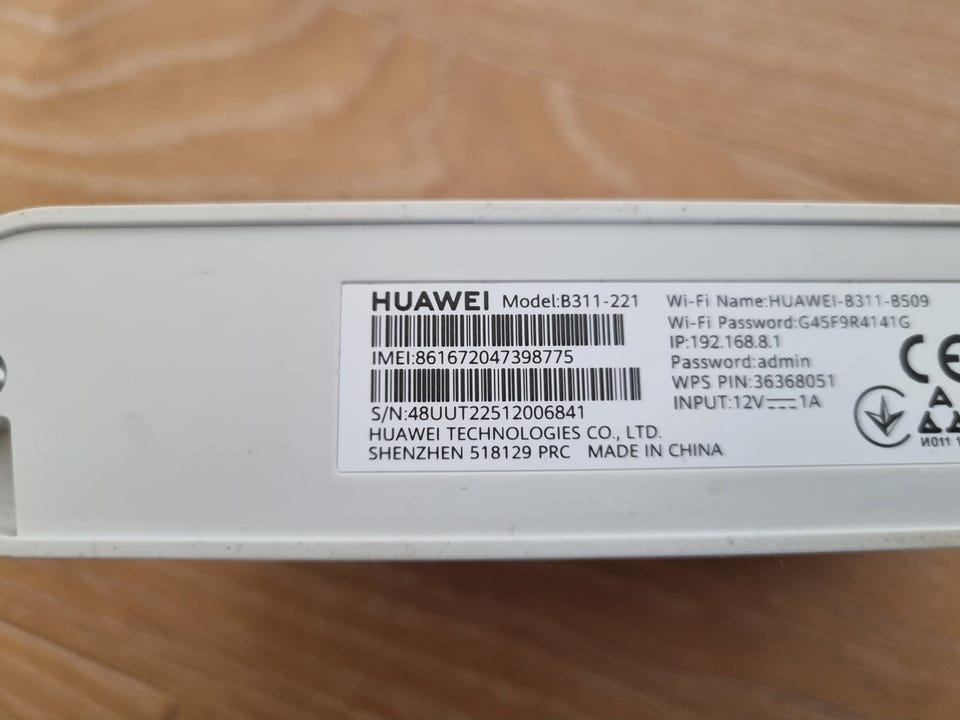 HUAWEI Model:B311-221
IMEI:861672047398775
S/N:48UUT22512006841
HUAWEI TECHNOLOGIES CO., LTD.
SHENZHEN 518129 PRC MADE IN CHINA
Wi-Fi Name:HUAWEI-B311-B509
Wi-Fi Password:G45F9R4141G
IP:192.168.8.1
Password:admin
WPS PIN:36368051
INPUT:12V⎓1A
CE